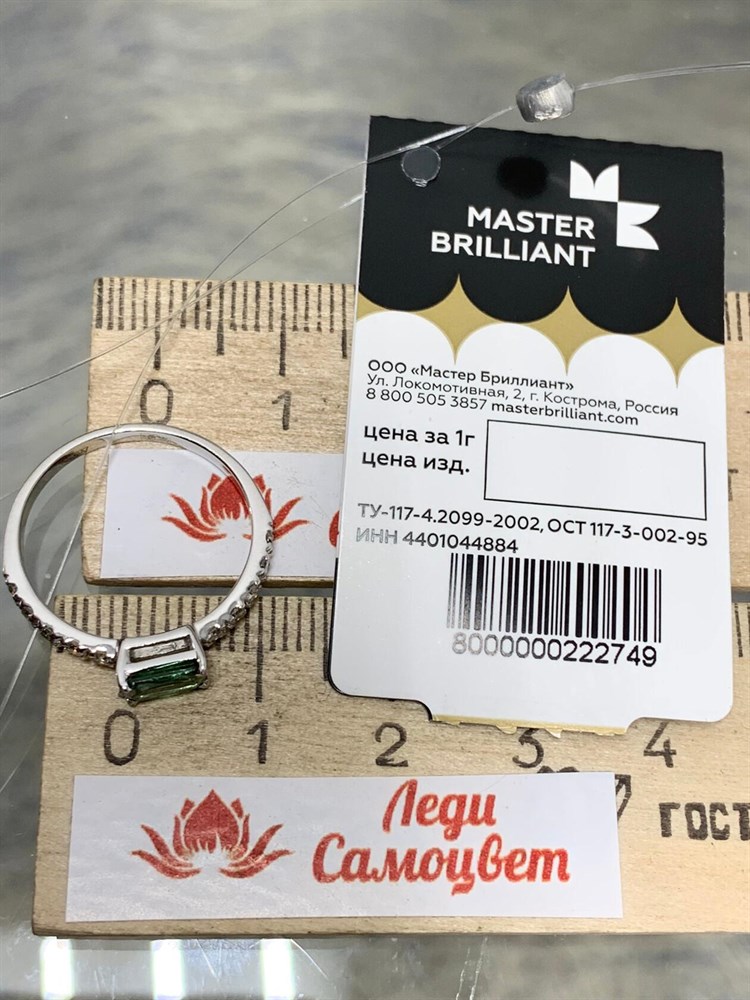 MASTER
BRILLIANT
ООО «Мастер Бриллиант»
Ул. Локомотивная, 2, г. Кострома, Россия
8 800 505 3857 masterbrilliant.com
цена за 1г
цена изд.
ТУ-117-4.2099-2002, ОСТ 117-3-002-95
ИНН 4401044884
8000000222749
0 1
0 1 2 3 4
ГОСТ
Леди
Самоцвет